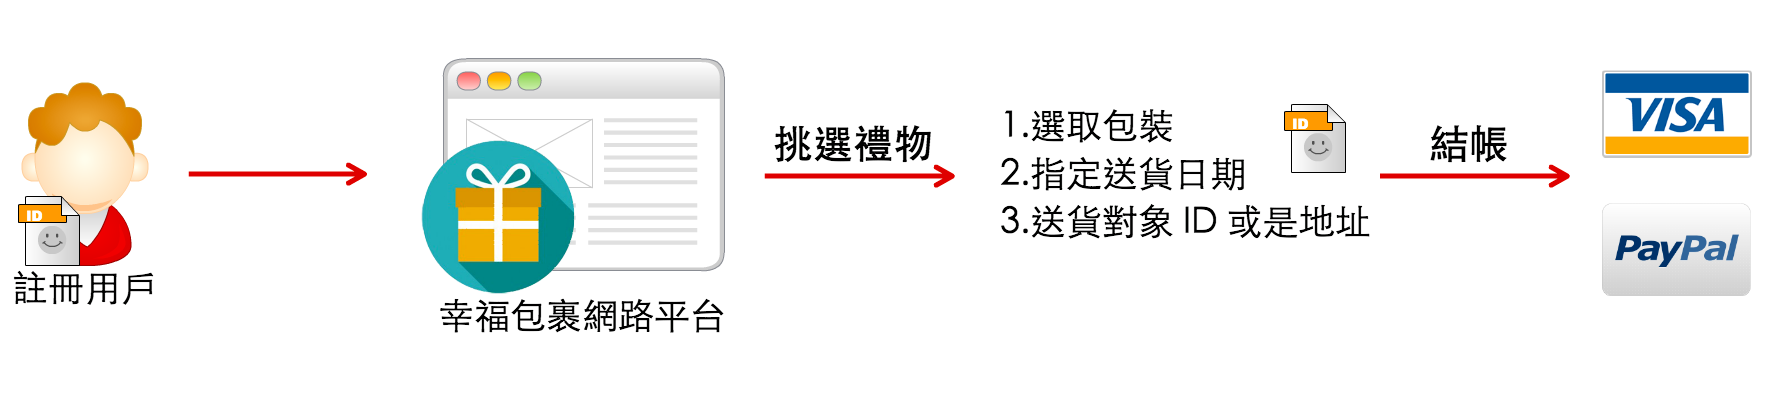 ID
註冊用戶
幸福包裹網路平台
挑選禮物
1.選取包裝
2.指定送貨日期
3.送貨對象 ID 或是地址
ID
結帳
VISA
PayPal